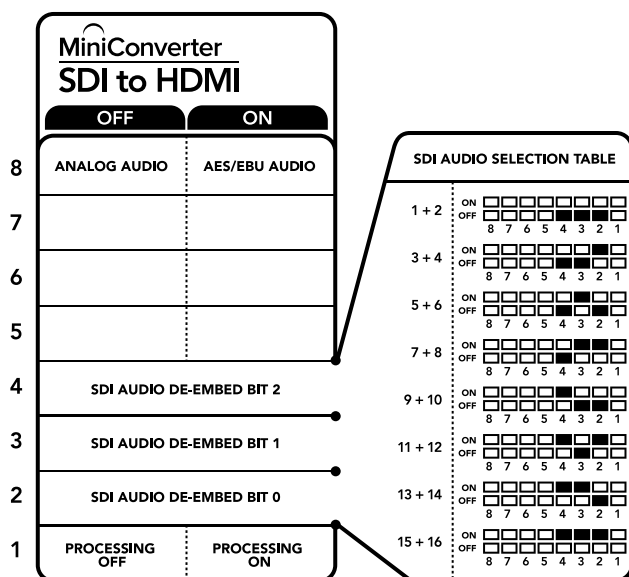 MiniConverter
SDI to HDMI
OFF ON
8 ANALOG AUDIO AES/EBU AUDIO
7
6
5
4 SDI AUDIO DE-EMBED BIT 2
3 SDI AUDIO DE-EMBED BIT 1
2 SDI AUDIO DE-EMBED BIT 0
1 PROCESSING OFF PROCESSING ON
SDI AUDIO SELECTION TABLE
1 + 2 ON
OFF
8 7 6 5 4 3 2 1
3 + 4 ON
OFF
8 7 6 5 4 3 2 1
5 + 6 ON
OFF
8 7 6 5 4 3 2 1
7 + 8 ON
OFF
8 7 6 5 4 3 2 1
9 + 10 ON
OFF
8 7 6 5 4 3 2 1
11 + 12 ON
OFF
8 7 6 5 4 3 2 1
13 + 14 ON
OFF
8 7 6 5 4 3 2 1
15 + 16 ON
OFF
8 7 6 5 4 3 2 1